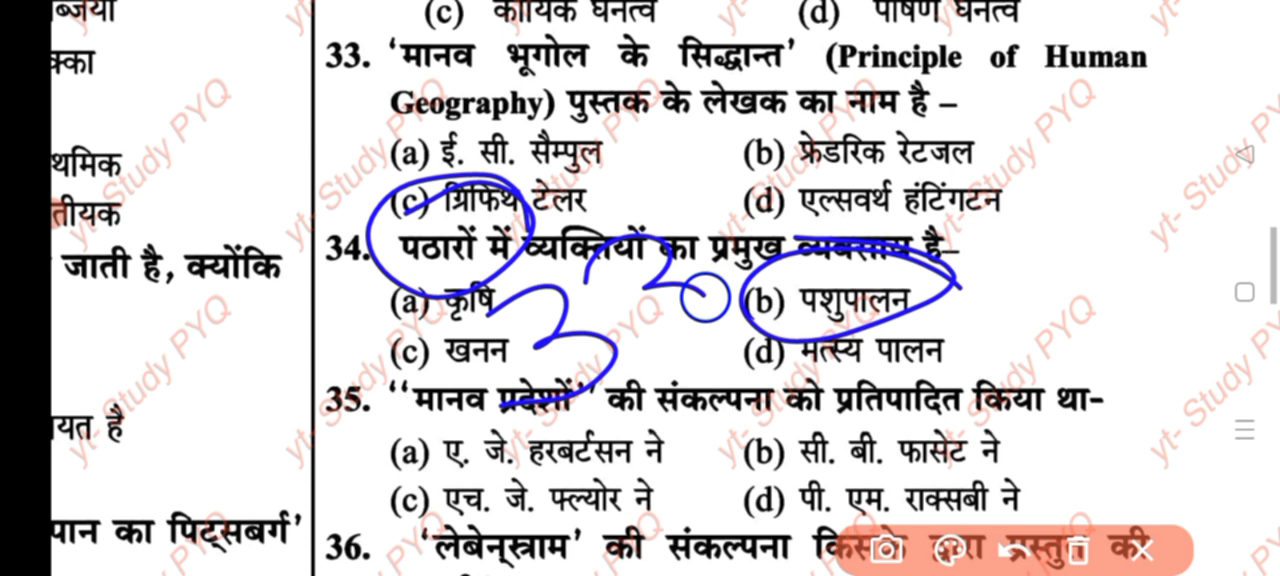 ब्जियाँ
क्का
थमिक
तीयक
जाती है, क्योंकि
यत है
पान का पिट्सबर्ग'
(c) कायिक घनत्व (d) पोषण घनत्व
33. 'मानव भूगोल के सिद्धान्त' (Principle of Human
Geography) पुस्तक के लेखक का नाम है –
(a) ई. सी. सैम्पुल (b) फ्रेडरिक रेटजल
(c) ग्रिफिथ टेलर (d) एल्सवर्थ हंटिंगटन
34. पठारों में व्यक्तियों का प्रमुख व्यवसाय है–
(a) कृषि (b) पशुपालन
(c) खनन (d) मत्स्य पालन
35. ''मानव प्रदेशों'' की संकल्पना को प्रतिपादित किया था–
(a) ए. जे. हरबर्टसन ने (b) सी. बी. फासेट ने
(c) एच. जे. फ्ल्योर ने (d) पी. एम. राक्सबी ने
36. 'लेबेन्स्राम' की संकल्पना किसके द्वारा प्रस्तुत की
yt- Study PYQ